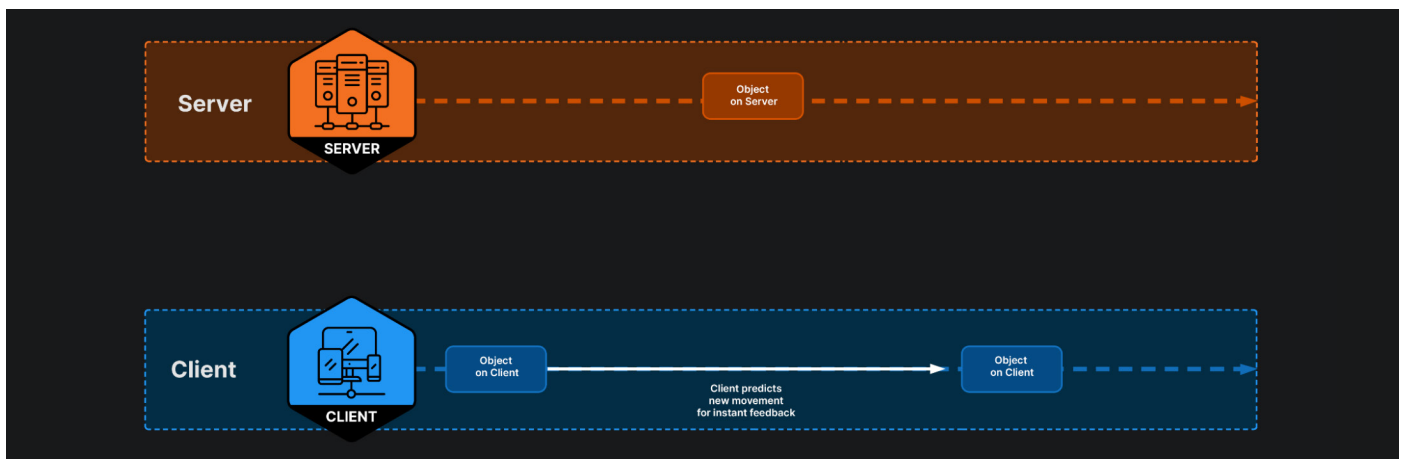 Server
SERVER
Object
on Server
Client
CLIENT
Object
on Client
Client predicts
new movement
for instant feedback
Object
on Client